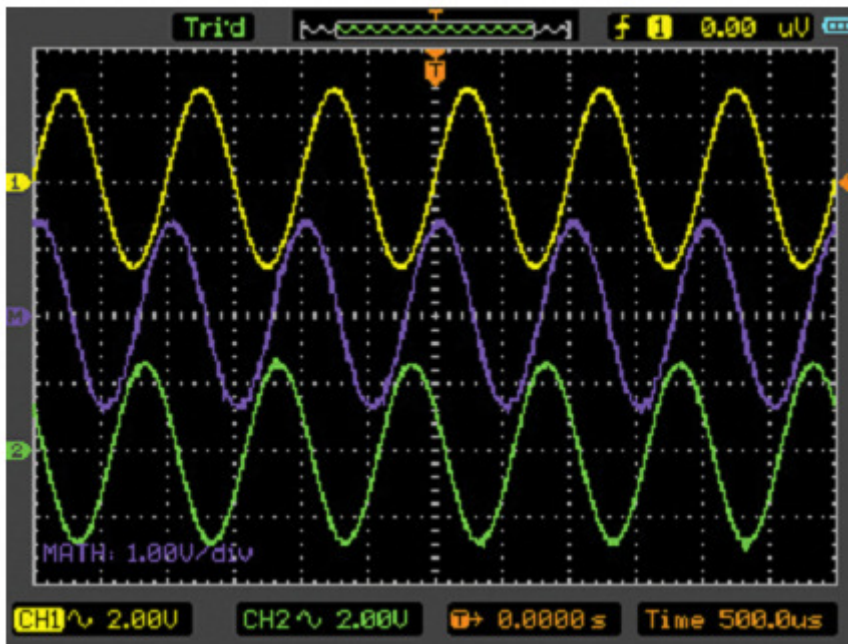 Tri'd T ƒ 1 0.00 uV
T
1
M
2
MATH: 1.00V/div
CH1∿ 2.00V CH2∿ 2.00V T→ 0.0000s Time 500.0us